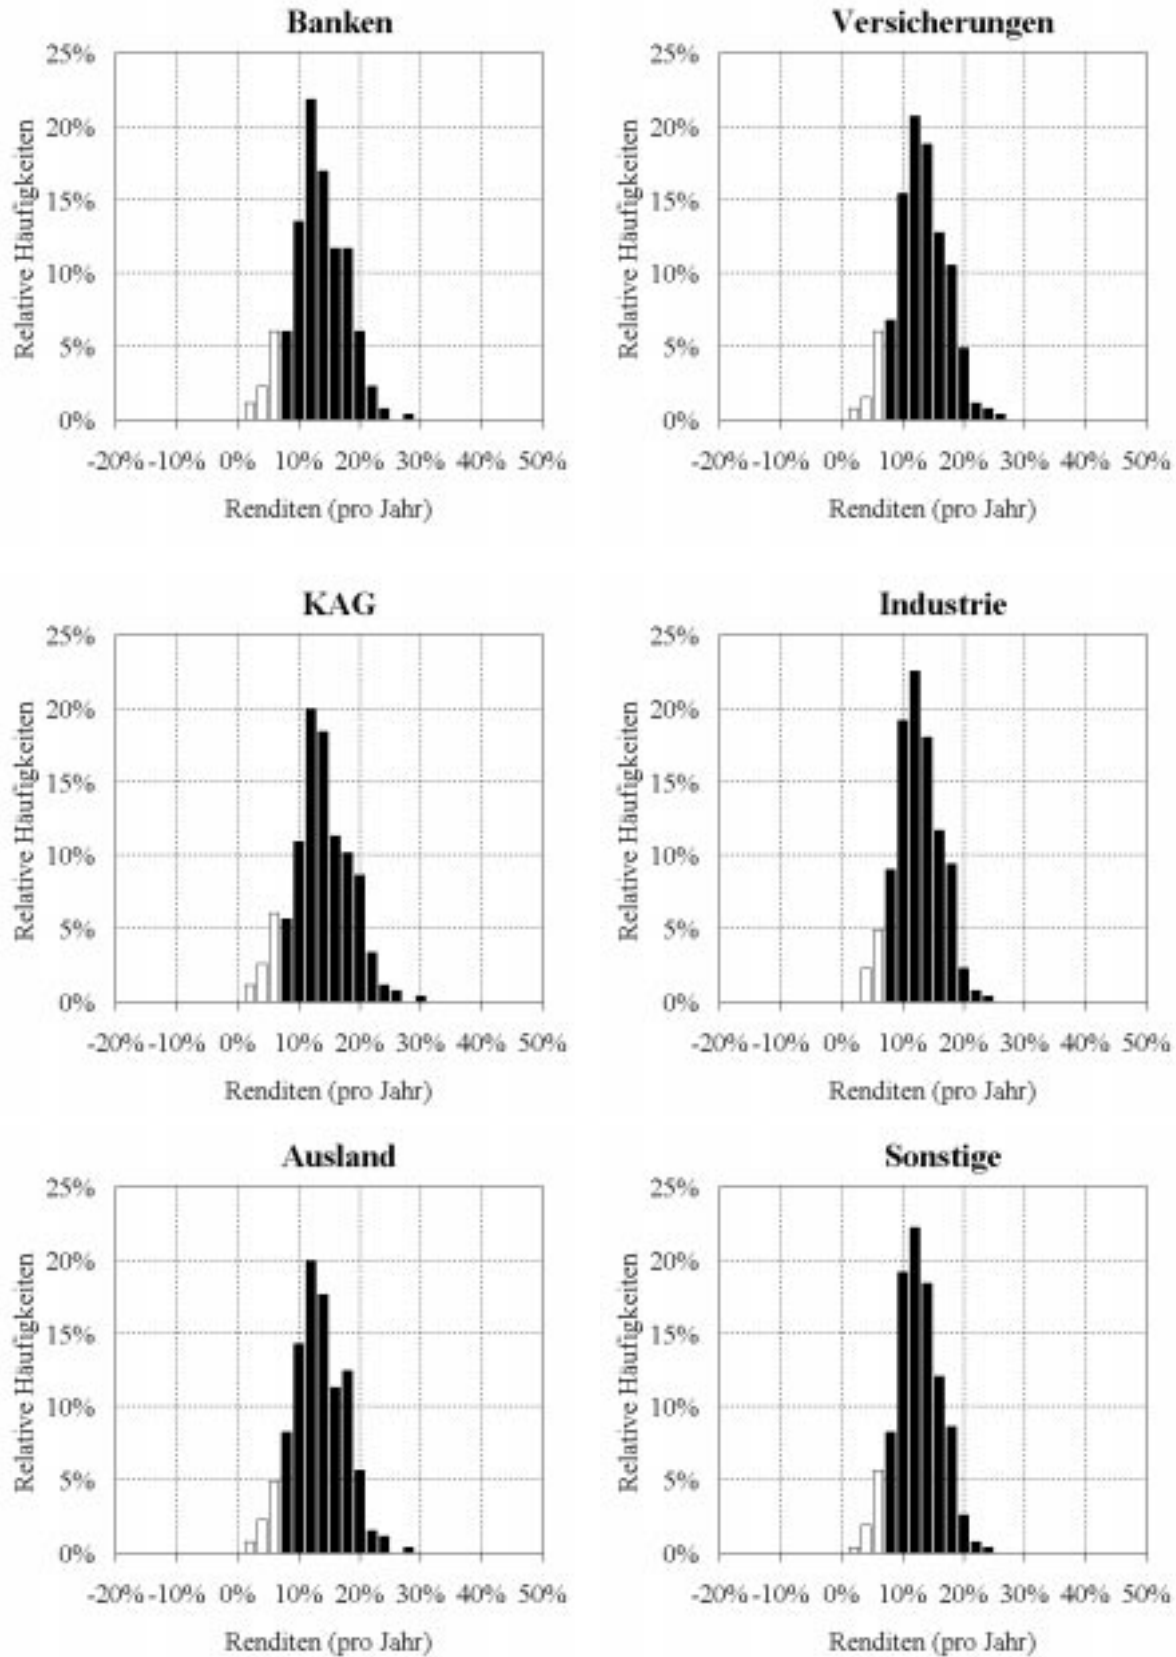 Banken
Relative Häufigkeiten
25%
20%
15%
10%
5%
0%
-20% -10% 0% 10% 20% 30% 40% 50%
Renditen (pro Jahr)
Versicherungen
Relative Häufigkeiten
25%
20%
15%
10%
5%
0%
-20% -10% 0% 10% 20% 30% 40% 50%
Renditen (pro Jahr)
KAG
Relative Häufigkeiten
25%
20%
15%
10%
5%
0%
-20% -10% 0% 10% 20% 30% 40% 50%
Renditen (pro Jahr)
Industrie
Relative Häufigkeiten
25%
20%
15%
10%
5%
0%
-20% -10% 0% 10% 20% 30% 40% 50%
Renditen (pro Jahr)
Ausland
Relative Häufigkeiten
25%
20%
15%
10%
5%
0%
-20% -10% 0% 10% 20% 30% 40% 50%
Renditen (pro Jahr)
Sonstige
Relative Häufigkeiten
25%
20%
15%
10%
5%
0%
-20% -10% 0% 10% 20% 30% 40% 50%
Renditen (pro Jahr)